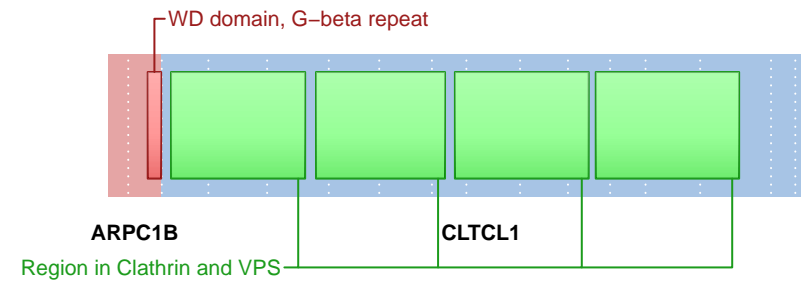 WD domain, G−beta repeat
ARPC1B
CLTCL1
Region in Clathrin and VPS